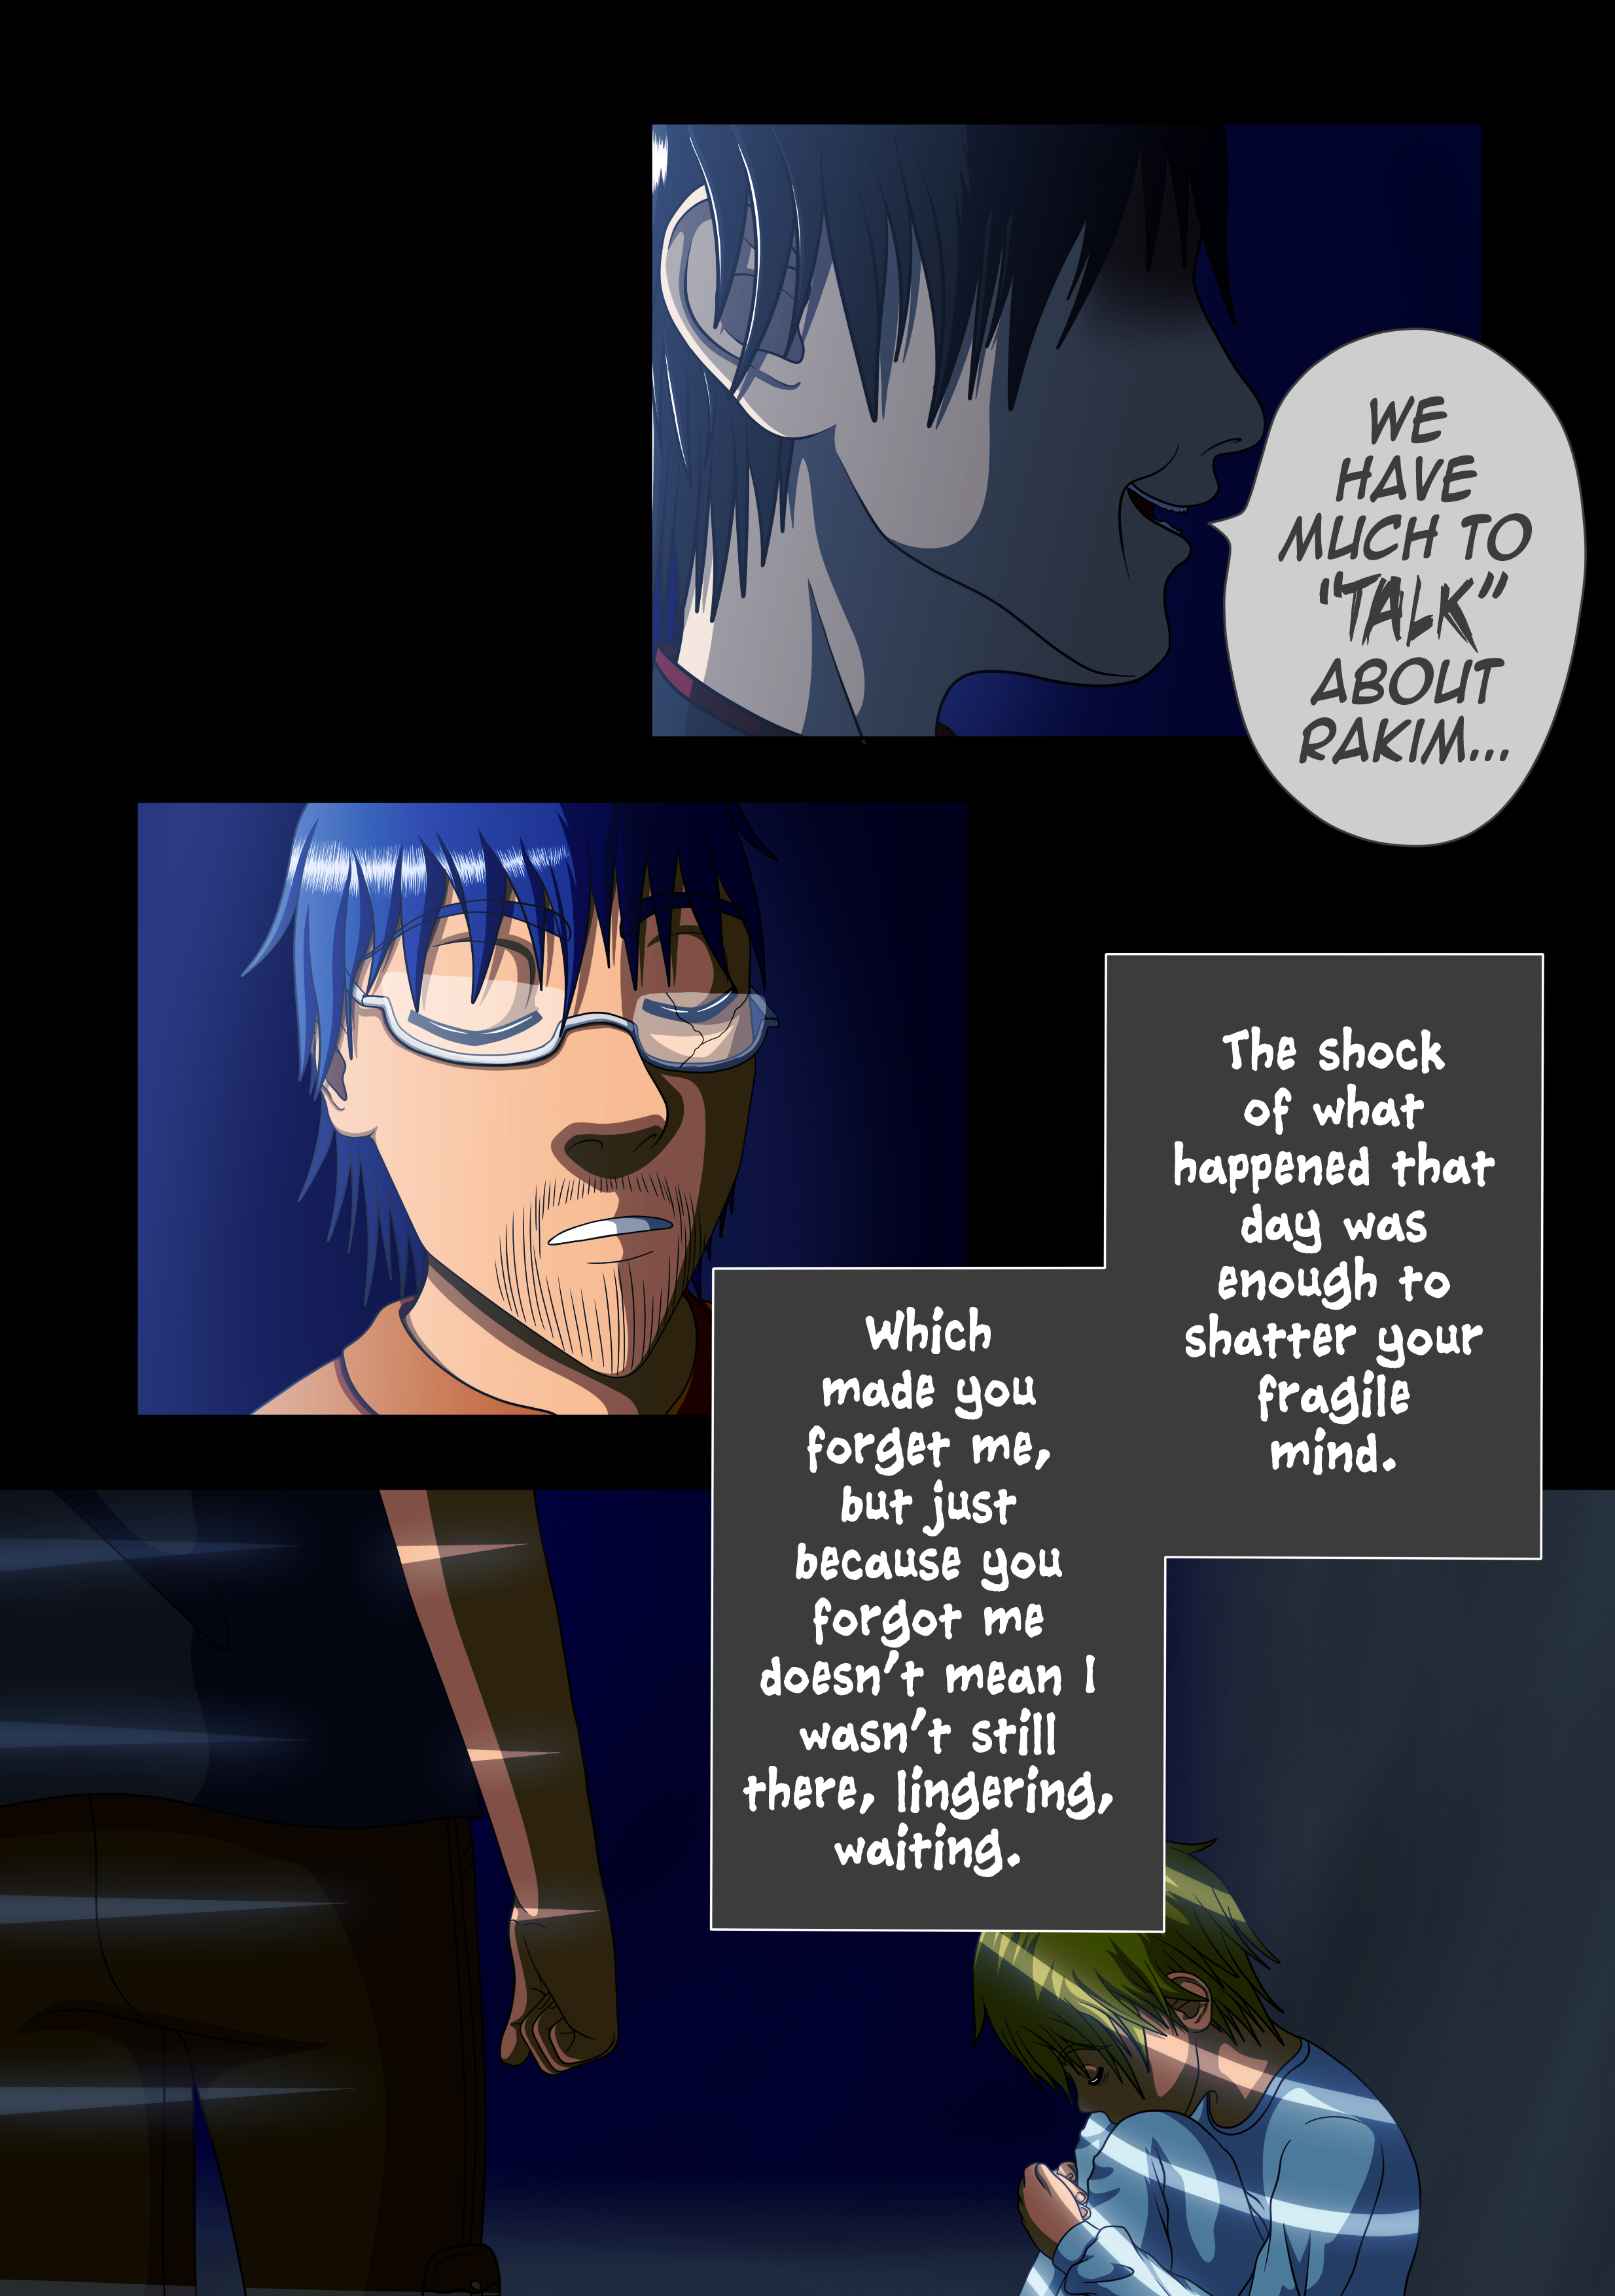 WE
HAVE
MUCH TO
"TALK"
ABOUT
RAKIM...
The shock
of what
happened that
day was
enough to
shatter your
fragile
mind.
Which
made you
forget me,
but just
because you
forgot me
doesn't mean I
wasn't still
there, lingering,
waiting.